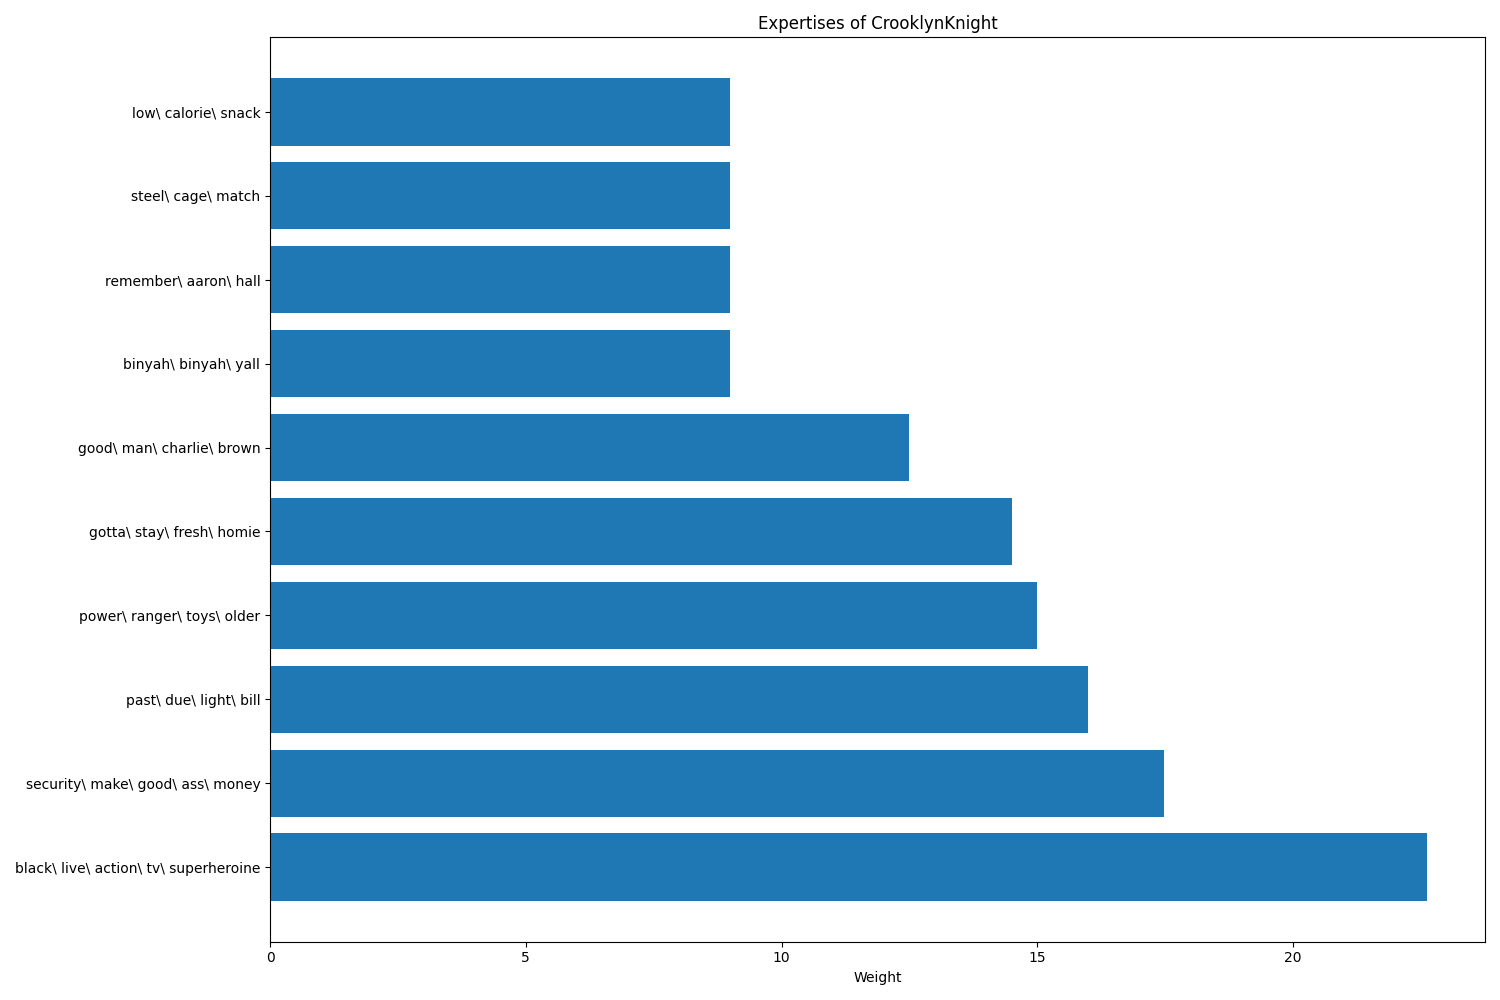 Expertises of CrooklynKnight
low\ calorie\ snack
steel\ cage\ match
remember\ aaron\ hall
binyah\ binyah\ yall
good\ man\ charlie\ brown
gotta\ stay\ fresh\ homie
power\ ranger\ toys\ older
past\ due\ light\ bill
security\ make\ good\ ass\ money
black\ live\ action\ tv\ superheroine
0 5 10 15 20
Weight